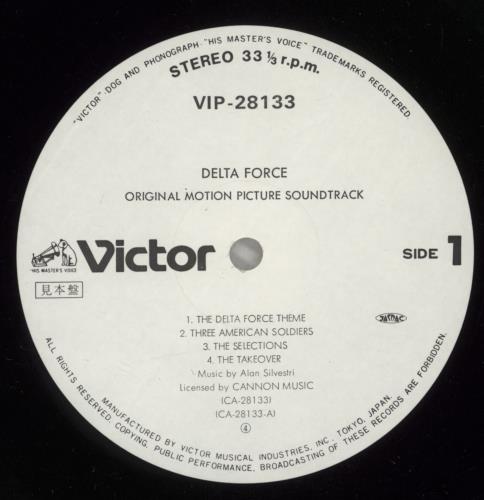 "VICTOR"-DOG AND PHONOGRAPH-"HIS MASTER'S VOICE" TRADEMARKS REGISTERED.
STEREO 33 1/3 r.p.m.
VIP-28133
DELTA FORCE
ORIGINAL MOTION PICTURE SOUNDTRACK
Victor
"HIS MASTER'S VOICE"
SIDE 1
見本盤
JASRAC
1. THE DELTA FORCE THEME
2. THREE AMERICAN SOLDIERS
3. THE SELECTIONS
4. THE TAKEOVER
Music by Alan Silvestri
Licensed by CANNON MUSIC
(CA-28133)
(CA-28133-A)
④
ALL RIGHTS RESERVED. COPYING, PUBLIC PERFORMANCE, BROADCASTING OF THESE RECORDS ARE FORBIDDEN.
MANUFACTURED BY VICTOR MUSICAL INDUSTRIES, INC. TOKYO, JAPAN.